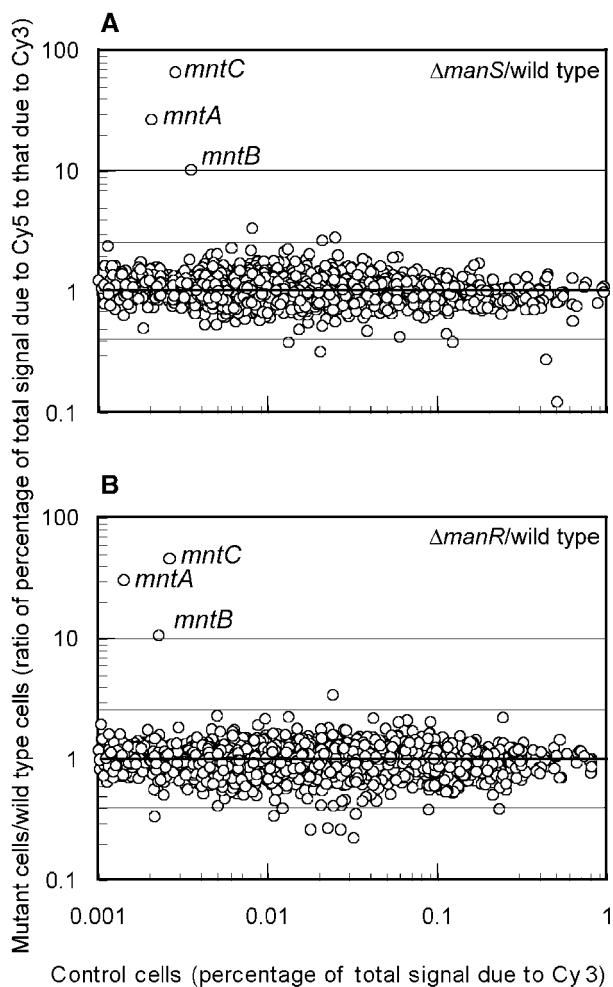 Mutant cells/wild type cells (ratio of percentage of total signal due to Cy5 to that due to Cy3)
A
100
10
1
0.1
ΔmanS/wild type
mntC
mntA
mntB
B
100
10
1
0.1
ΔmanR/wild type
mntC
mntA
mntB
0.001 0.01 0.1 1
Control cells (percentage of total signal due to Cy3)